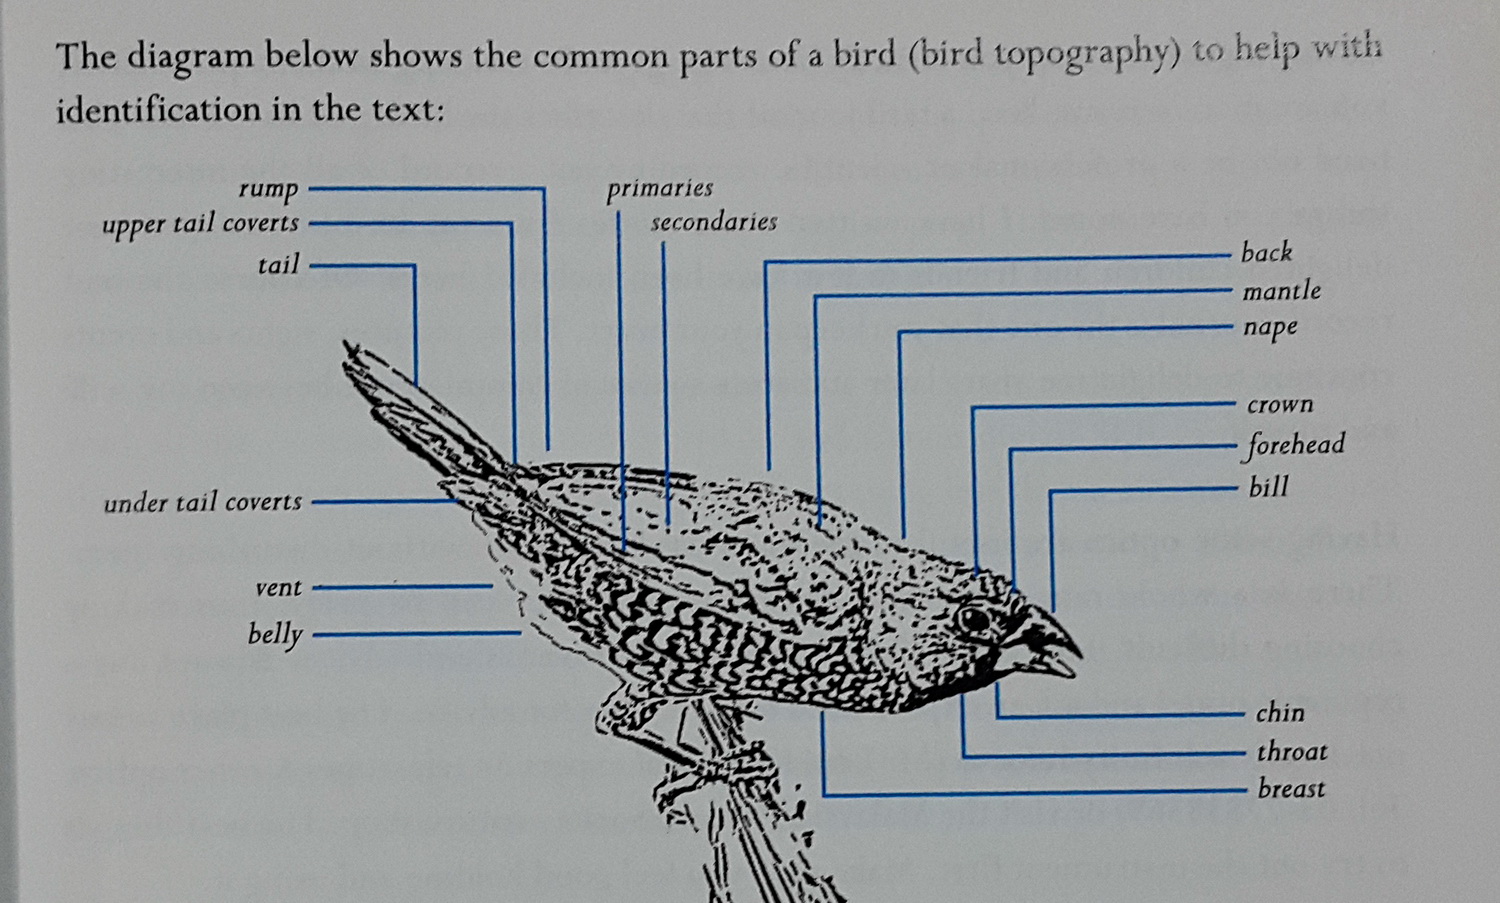 The diagram below shows the common parts of a bird (bird topography) to help with
identification in the text:
rump
primaries
upper tail coverts
secondaries
tail
back
mantle
nape
crown
forehead
bill
under tail coverts
vent
belly
chin
throat
breast